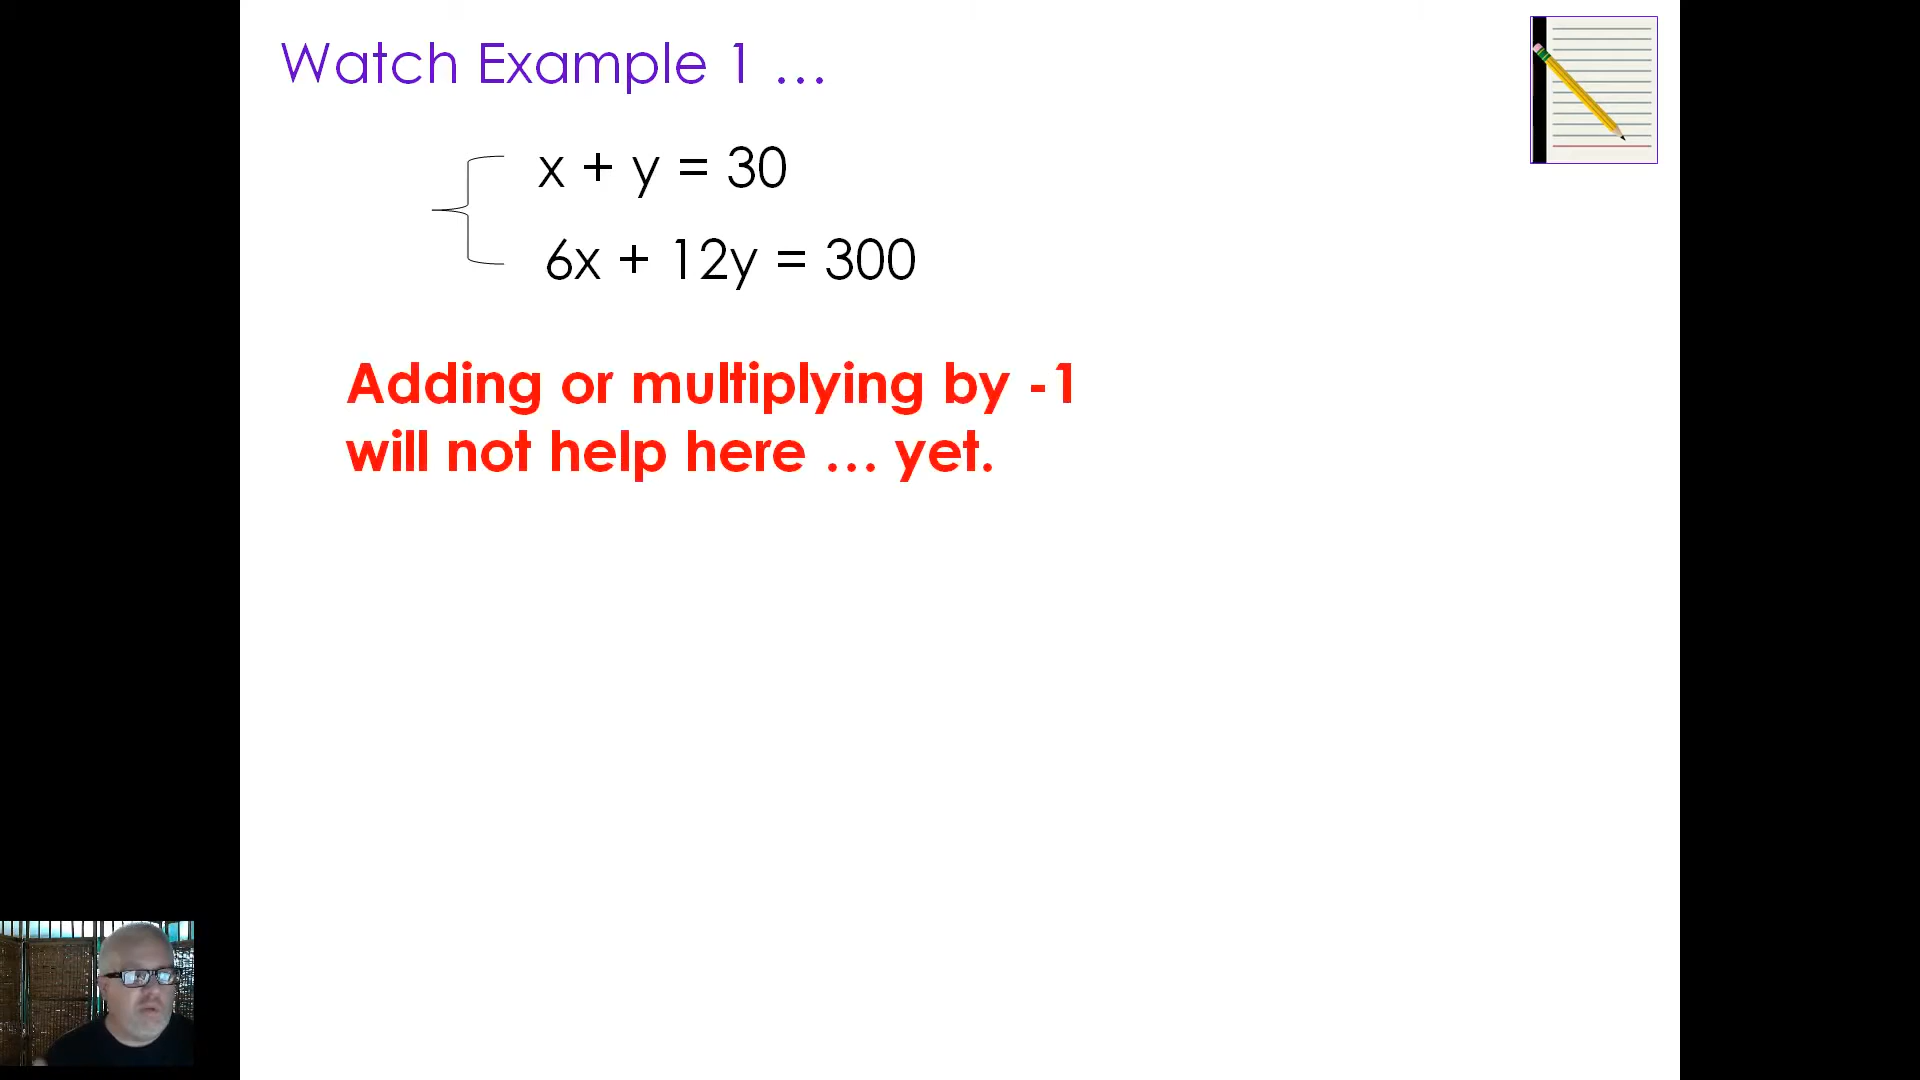 Watch Example 1 …
x + y = 30
6x + 12y = 300
Adding or multiplying by -1
will not help here … yet.